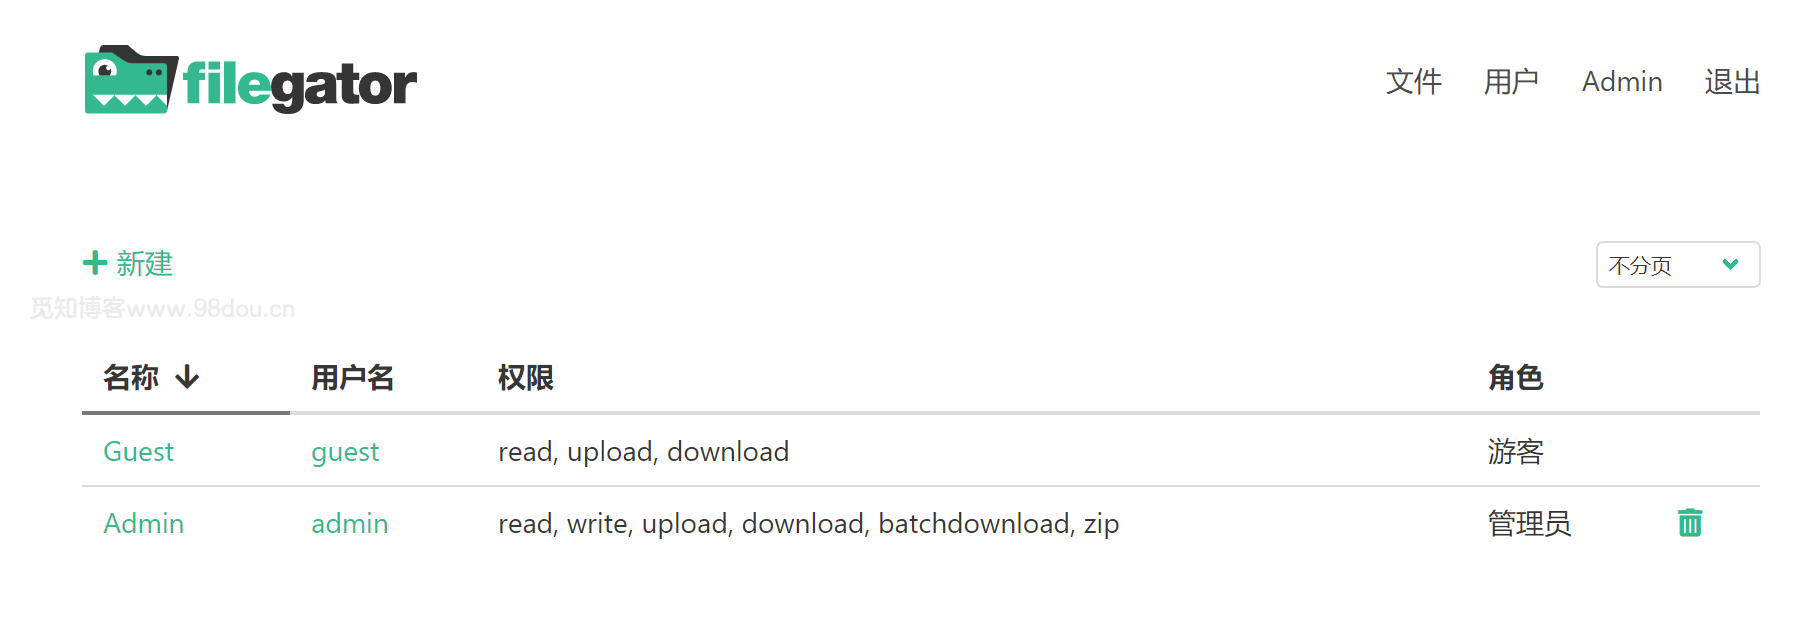 filegator
文件 用户 Admin 退出
新建
不分页
觅知博客www.98dou.cn
名称 用户名 权限 角色
Guest guest read, upload, download 游客
Admin admin read, write, upload, download, batchdownload, zip 管理员